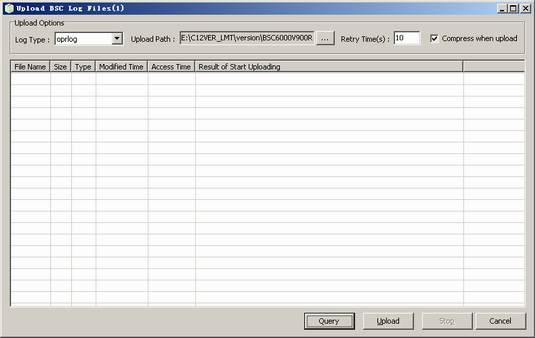 Upload BSC Log Files(1)
Upload Options
Log Type : oprlog Upload Path : E:\C12VER_LMT\version\BSC6000V900R ... Retry Time(s) : 10 Compress when upload
File Name Size Type Modified Time Access Time Result of Start Uploading
Query Upload Stop Cancel